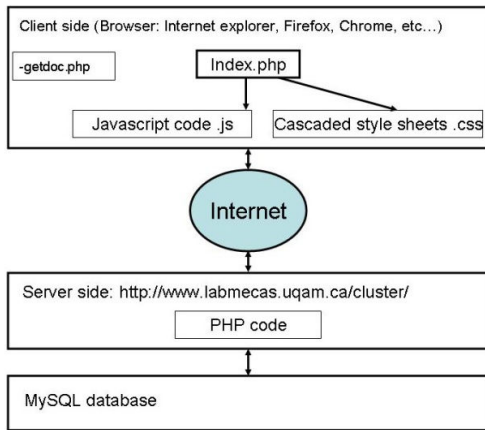 Client side (Browser: Internet explorer, Firefox, Chrome, etc…)
-getdoc.php
Index.php
Javascript code .js
Cascaded style sheets .css
Internet
Server side: http://www.labmecas.uqam.ca/cluster/
PHP code
MySQL database